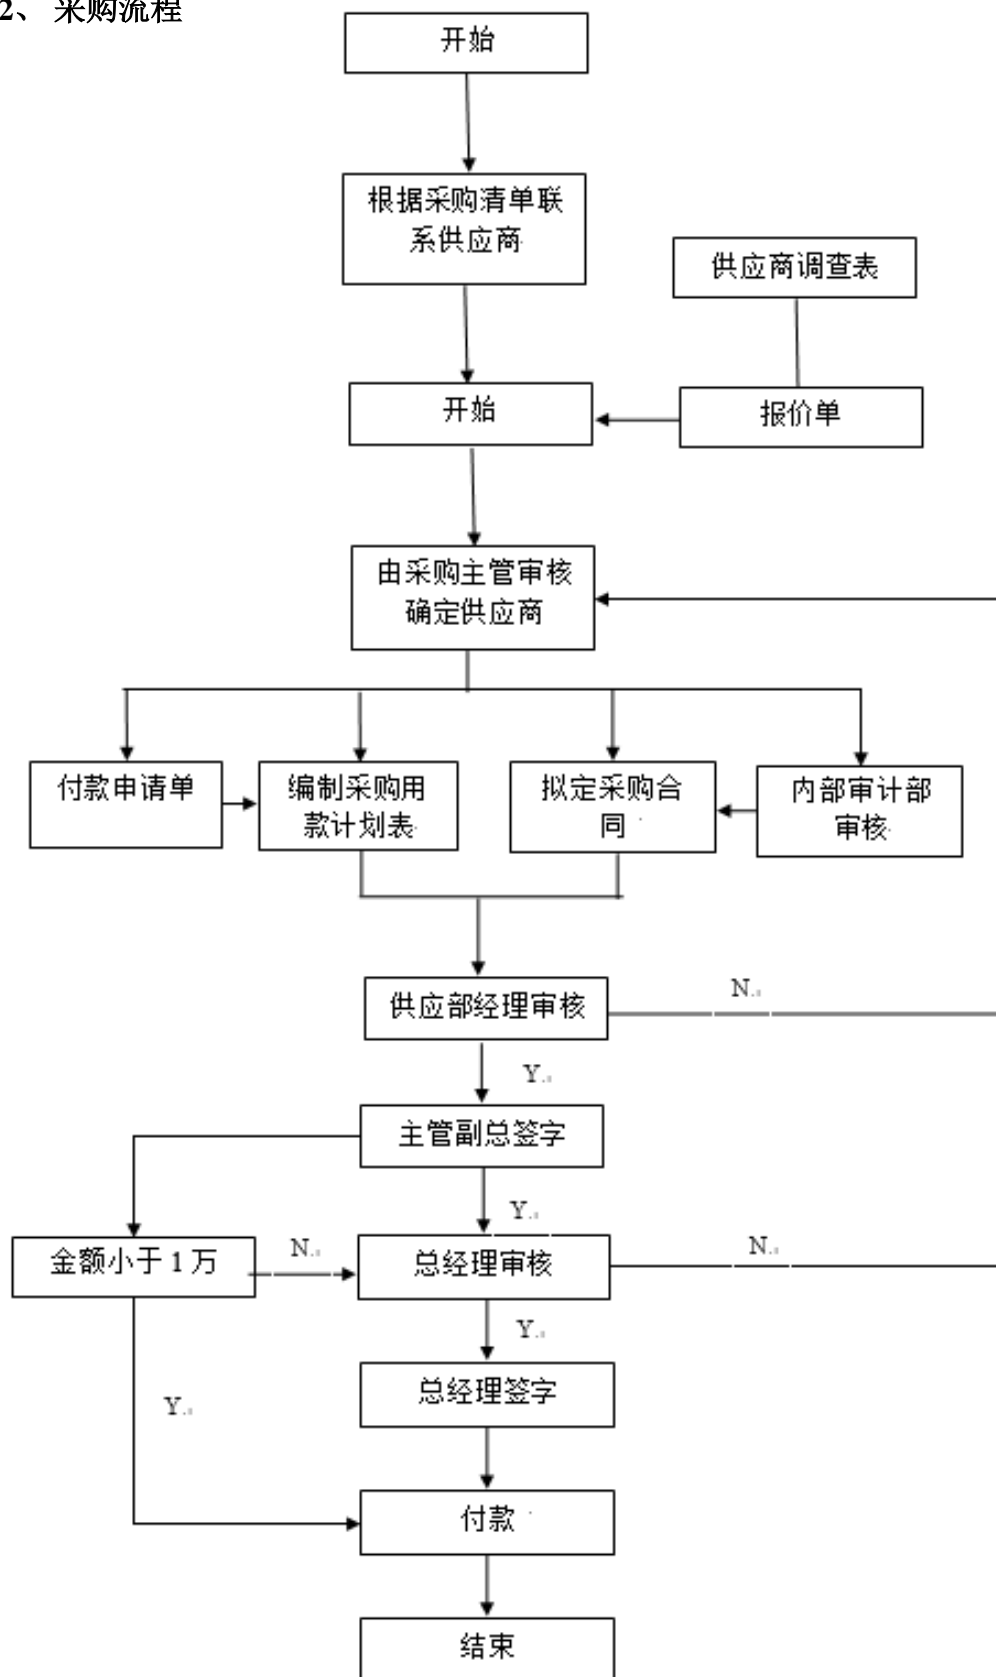 2、 采购流程
开始
根据采购清单联
系供应商
供应商调查表
开始
报价单
由采购主管审核
确定供应商
付款申请单
编制采购用
款计划表
拟定采购合
同
内部审计部
审核
供应部经理审核
N
Y
主管副总签字
Y
金额小于 1 万
N
总经理审核
N
Y
总经理签字
Y
付款
结束